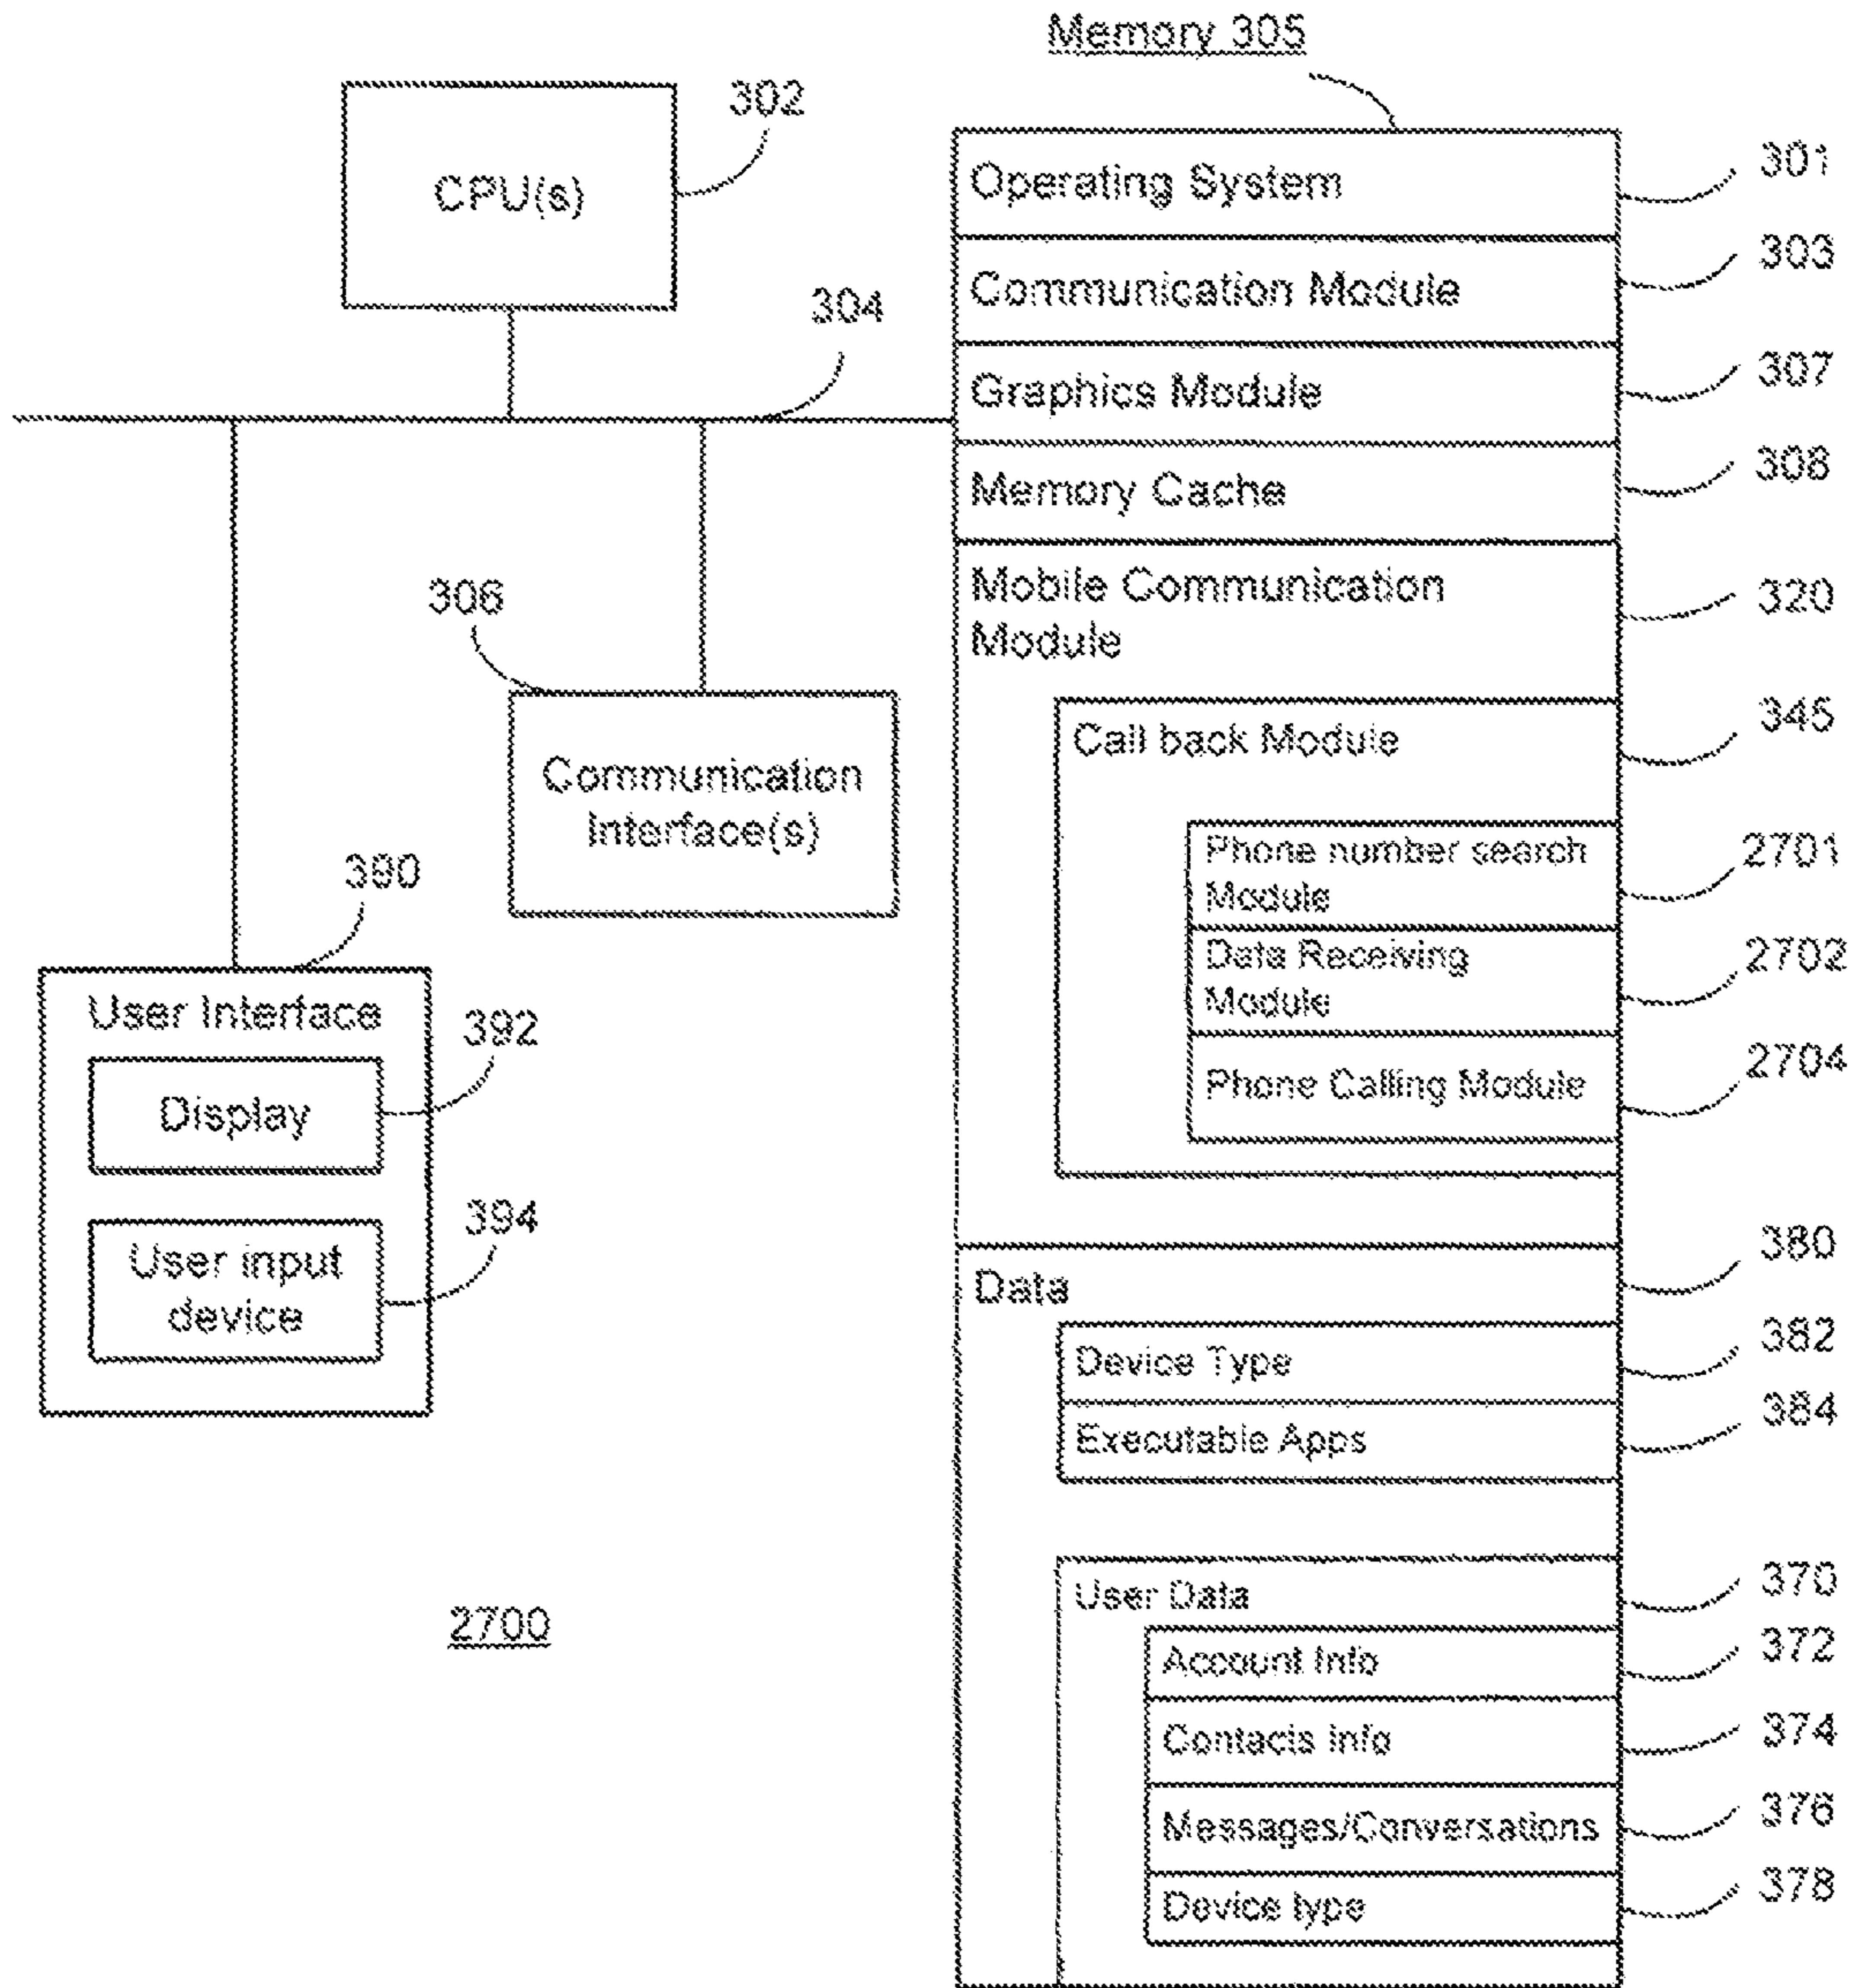 Memory 305
302
CPU(s)
304
306
Communication
Interface(s)
390
User Interface
392
Display
394
User input
device
2700
Operating System
301
Communication Module
303
Graphics Module
307
Memory Cache
308
Mobile Communication
Module
320
Call back Module
345
Phone number search
Module
2701
Data Receiving
Module
2702
Phone Calling Module
2704
Data
380
Device Type
382
Executable Apps
384
User Data
370
Account Info
372
Contacts Info
374
Messages/Conversations
376
Device type
378